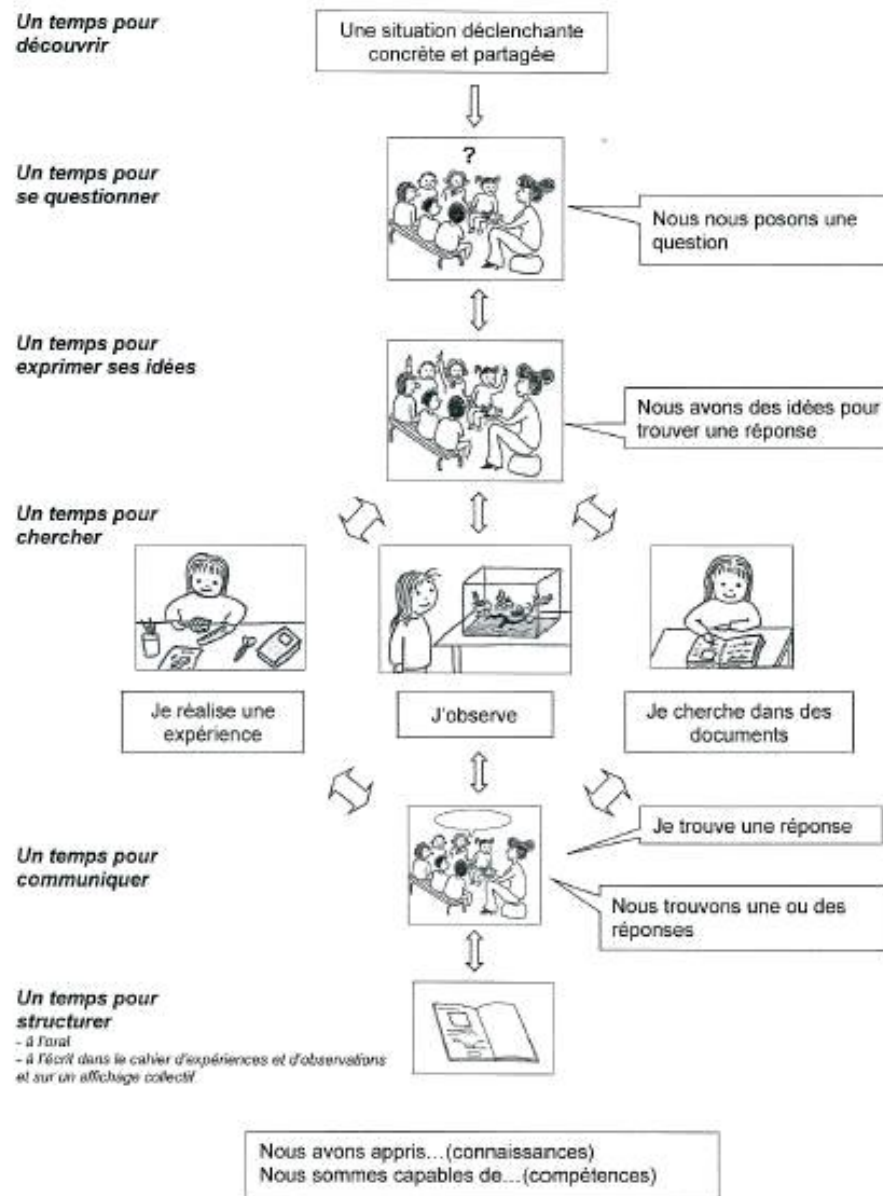 Un temps pour
découvrir
Une situation déclenchante
concrète et partagée
Un temps pour
se questionner
?
Nous nous posons une
question
Un temps pour
exprimer ses idées
Nous avons des idées pour
trouver une réponse
Un temps pour
chercher
Je réalise une
expérience
J'observe
Je cherche dans des
documents
Un temps pour
communiquer
Je trouve une réponse
Nous trouvons une ou des
réponses
Un temps pour
structurer
- à l'oral
- à l'écrit dans le cahier d'expériences et d'observations
et sur un affichage collectif
Nous avons appris...(connaissances)
Nous sommes capables de...(compétences)